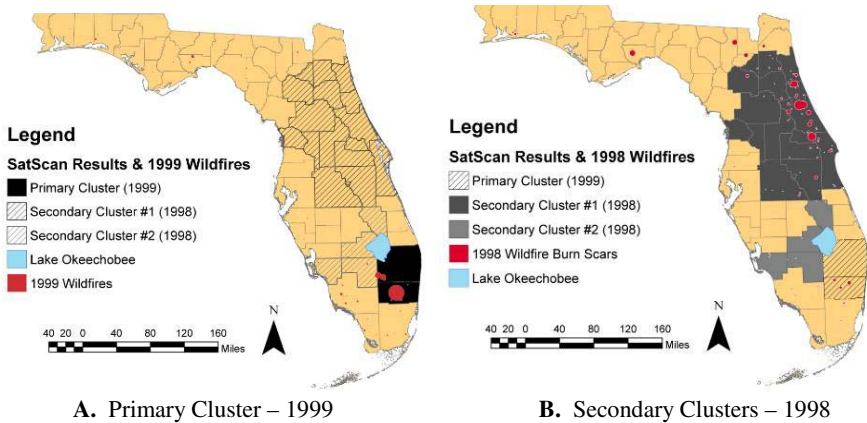 Legend
SatScan Results & 1999 Wildfires
Primary Cluster (1999)
Secondary Cluster #1 (1998)
Secondary Cluster #2 (1998)
Lake Okeechobee
1999 Wildfires
40 20 0 40 80 120 160
Miles
N
A. Primary Cluster – 1999
Legend
SatScan Results & 1998 Wildfires
Primary Cluster (1999)
Secondary Cluster #1 (1998)
Secondary Cluster #2 (1998)
1998 Wildfire Burn Scars
Lake Okeechobee
40 20 0 40 80 120 160
Miles
N
B. Secondary Clusters – 1998